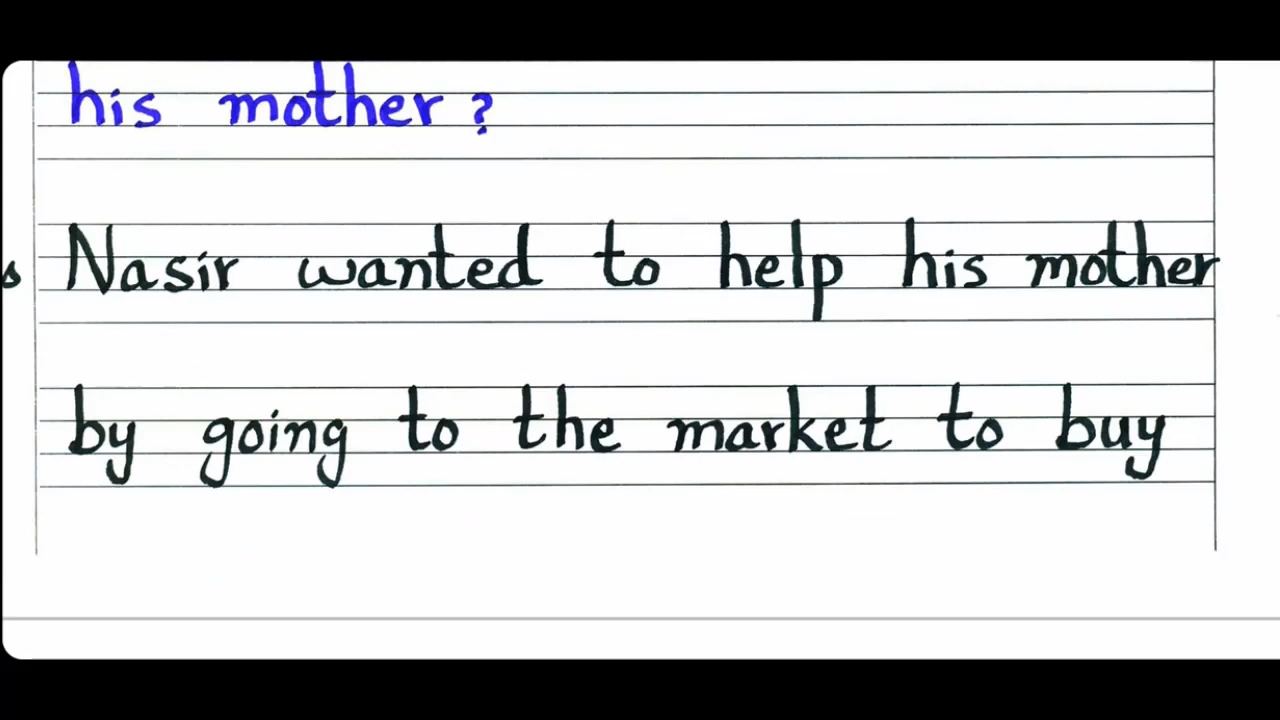 his mother?
Nasir wanted to help his mother
by going to the market to buy